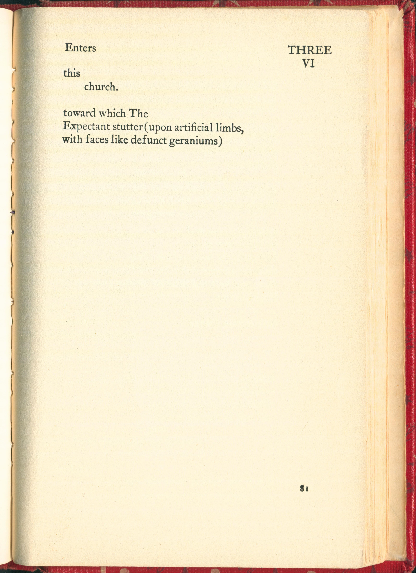 Enters
THREE
VI
this
church.
toward which The
Expectant stutter(upon artificial limbs,
with faces like defunct geraniums)
81